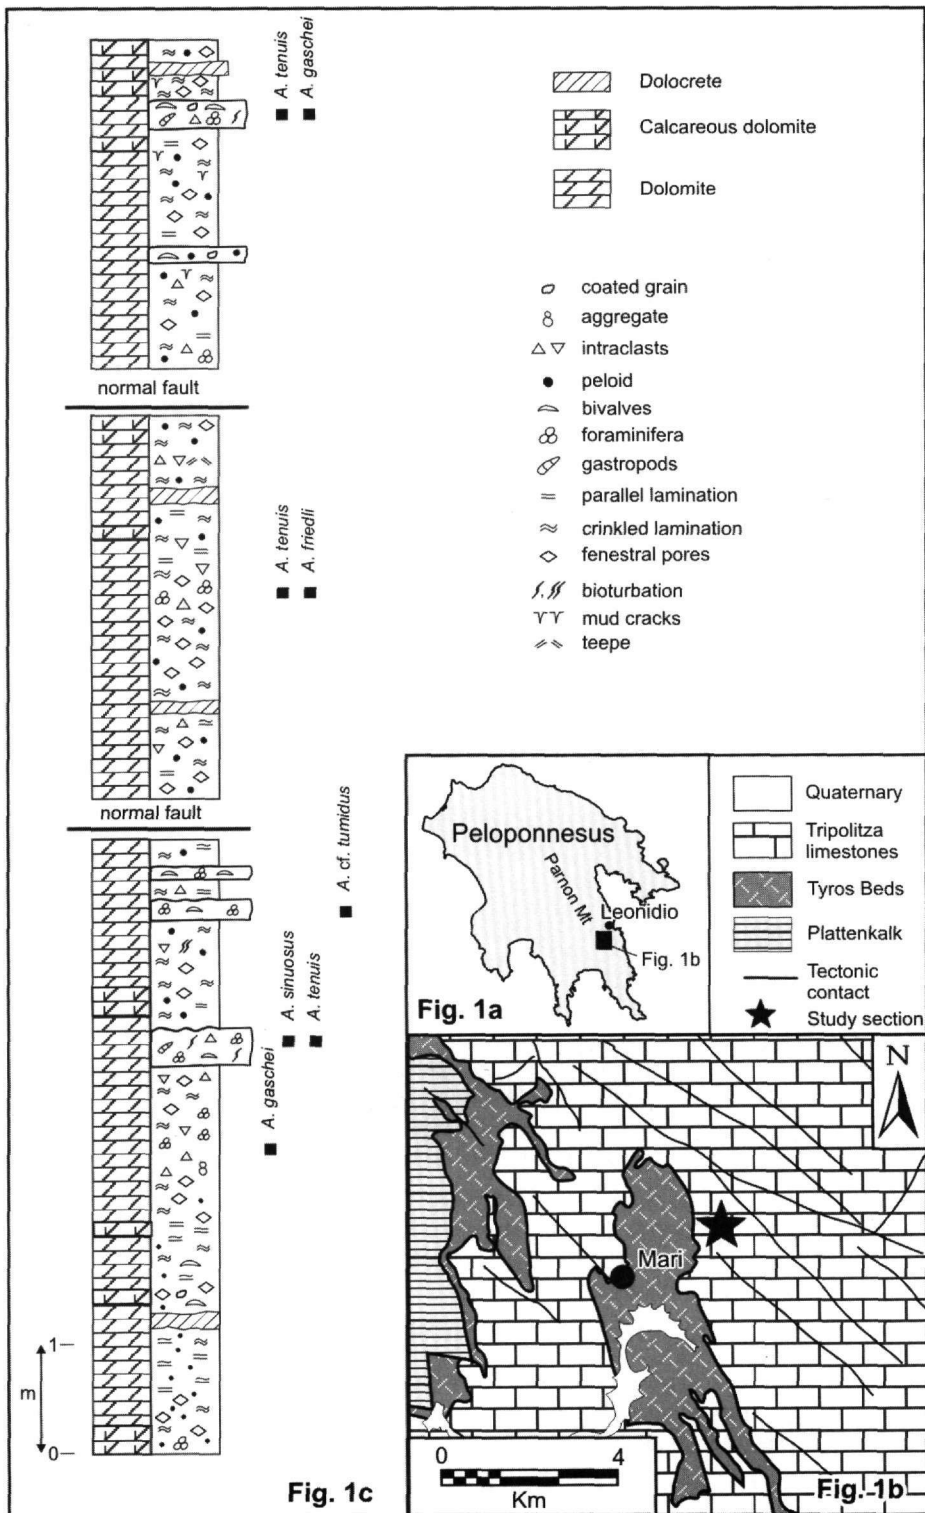 A. tenuis
A. gaschei
normal fault
A. tenuis
A. friedli
normal fault
A. cf. tumidus
A. sinuosus
A. tenuis
A. gaschei
1
m
0
Fig. 1c
Dolocrete
Calcareous dolomite
Dolomite
coated grain
aggregate
intraclasts
peloid
bivalves
foraminifera
gastropods
parallel lamination
crinkled lamination
fenestral pores
bioturbation
mud cracks
teepe
Peloponnesus
Parnon Mt
Leonidio
Fig. 1b
Fig. 1a
Quaternary
Tripolitza
limestones
Tyros Beds
Plattenkalk
Tectonic
contact
Study section
N
Mari
0 4
Km
Fig. 1b